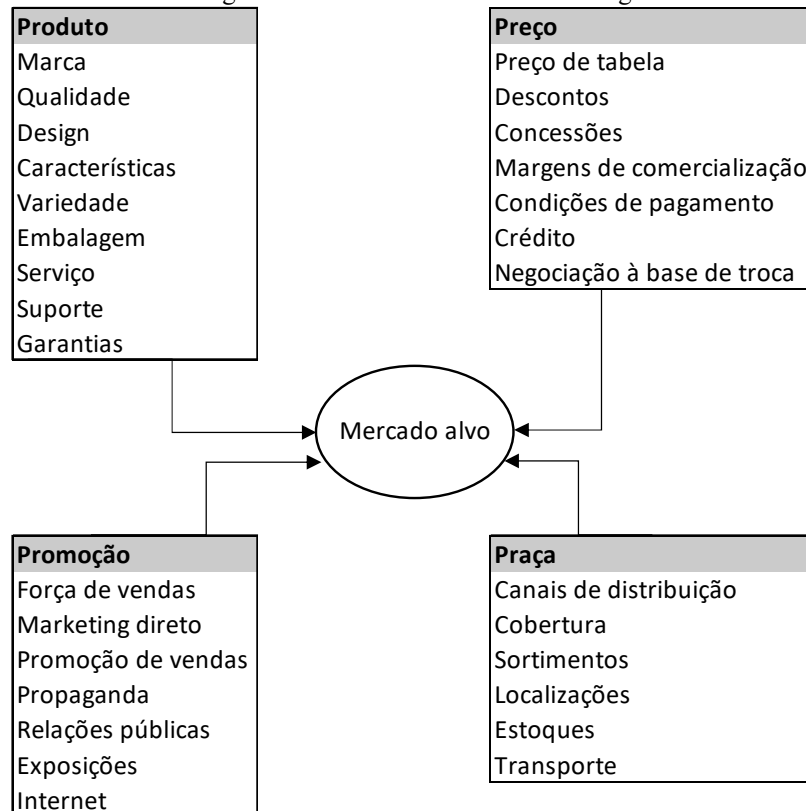 Produto
Marca
Qualidade
Design
Características
Variedade
Embalagem
Serviço
Suporte
Garantias
Preço
Preço de tabela
Descontos
Concessões
Margens de comercialização
Condições de pagamento
Crédito
Negociação à base de troca
Mercado alvo
Promoção
Força de vendas
Marketing direto
Promoção de vendas
Propaganda
Relações públicas
Exposições
Internet
Praça
Canais de distribuição
Cobertura
Sortimentos
Localizações
Estoques
Transporte